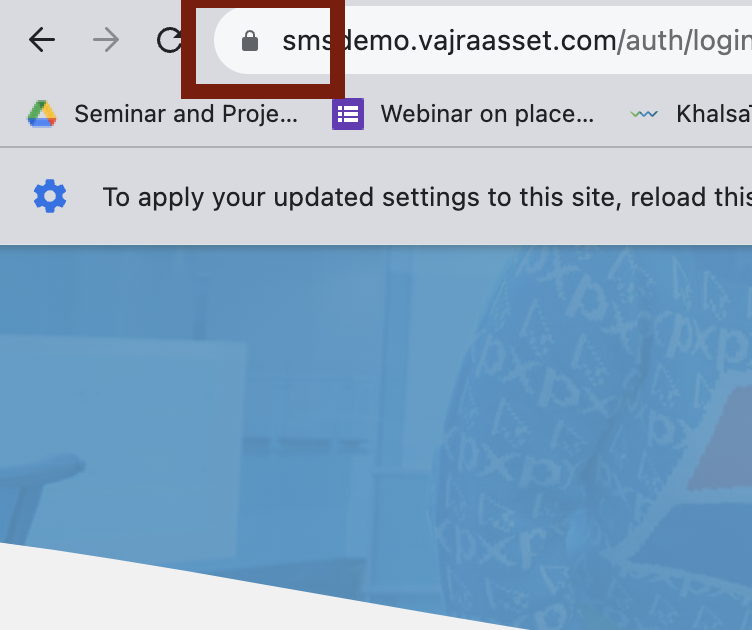 smsdemo.vajraasset.com/auth/login
Seminar and Proje... Webinar on place... Khalsa
To apply your updated settings to this site, reload this